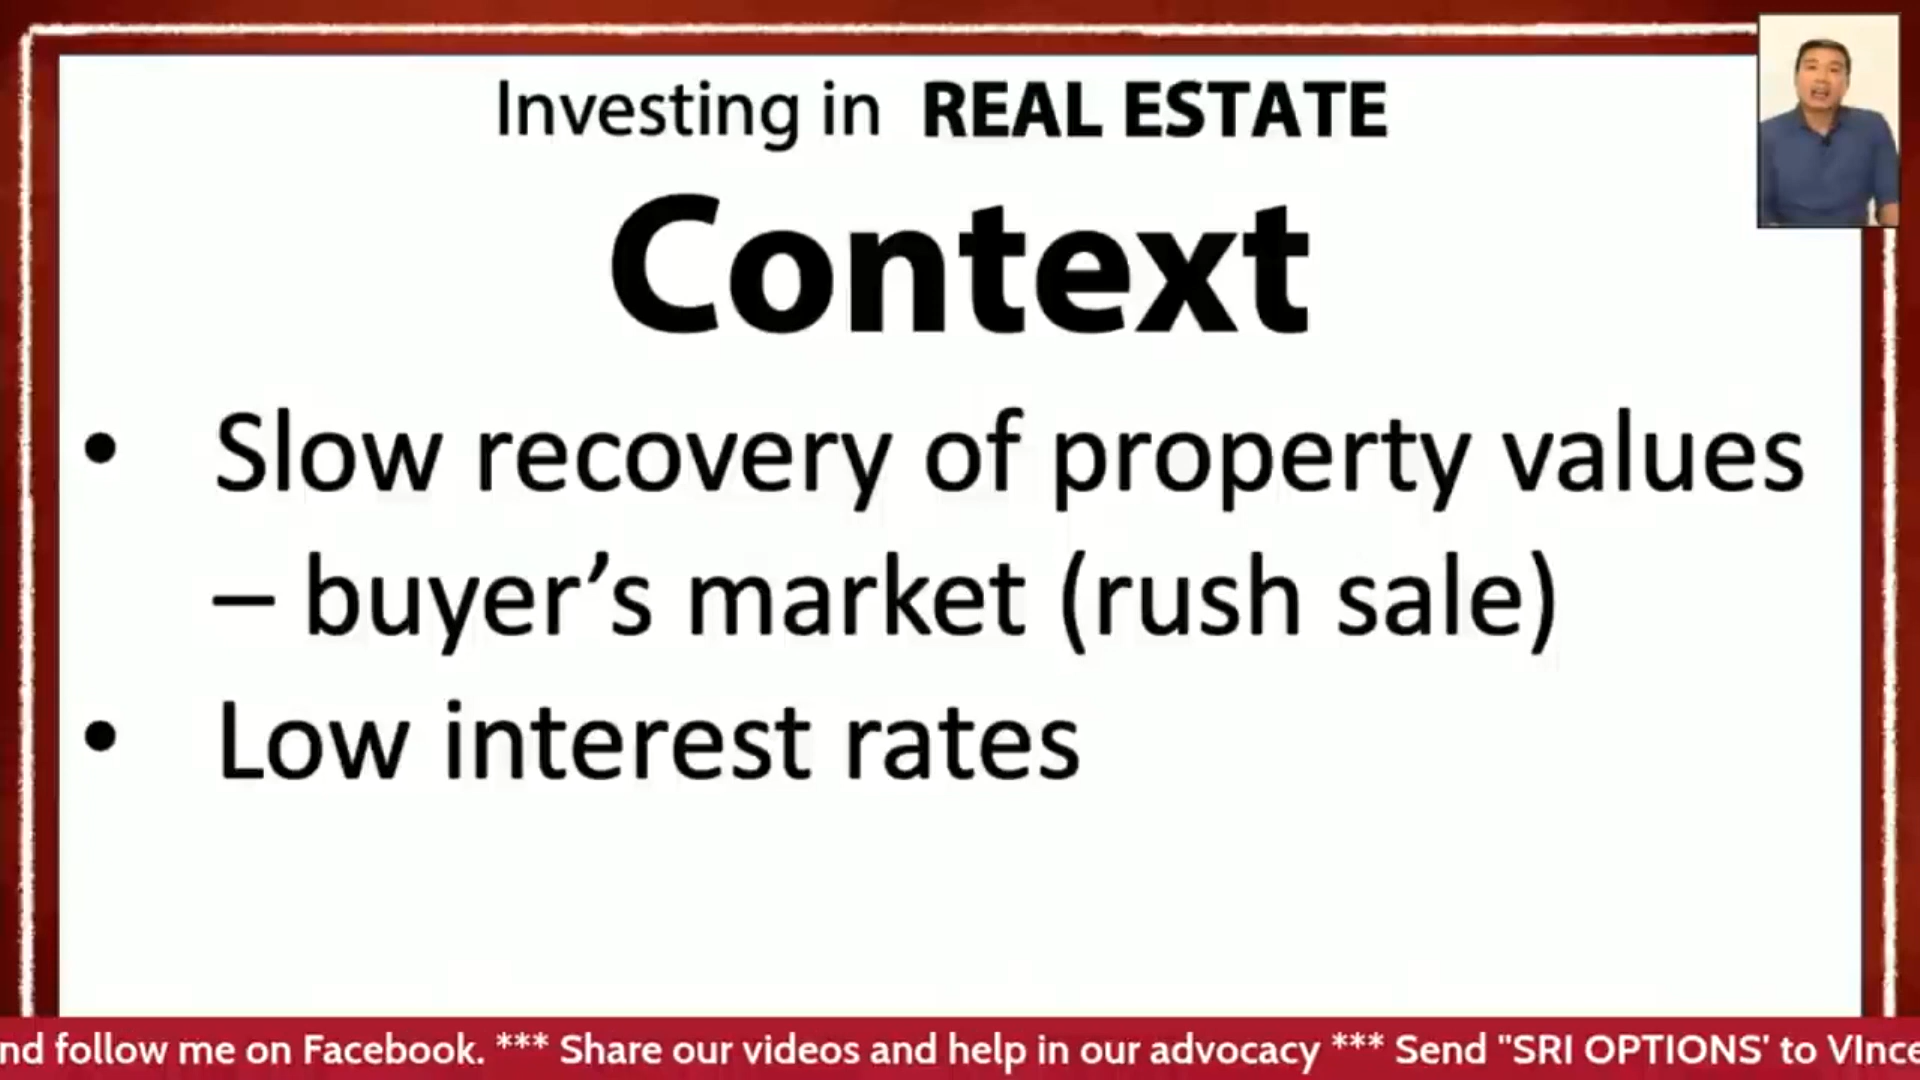 Investing in REAL ESTATE
Context
• Slow recovery of property values
– buyer’s market (rush sale)
• Low interest rates
nd follow me on Facebook. *** Share our videos and help in our advocacy *** Send "SRI OPTIONS' to VInce